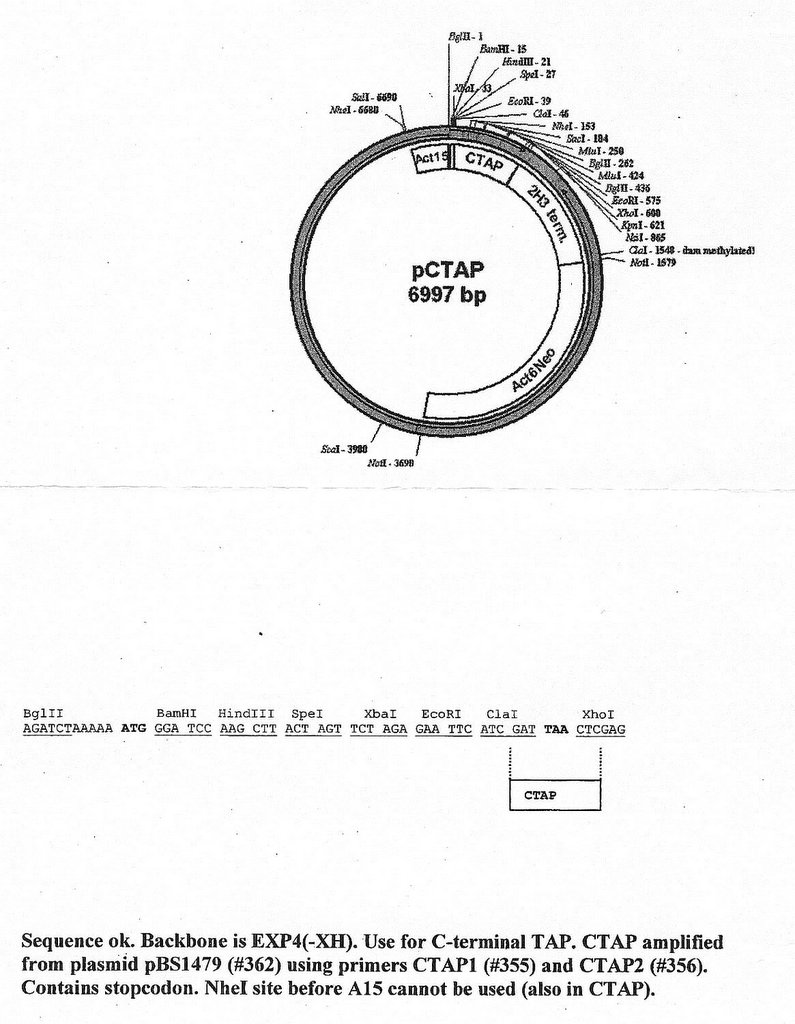 BglII - 1
BamHI - 15
HindIII - 21
SpeI - 27
XbaI - 33
EcoRI - 39
ClaI - 46
NheI - 153
SacI - 184
MluI - 250
BglII - 262
MluI - 424
BglII - 436
EcoRI - 575
XhoI - 600
KpnI - 621
NsiI - 865
ClaI - 1548 - dam methylated!
NotI - 1579
SalI - 6690
NheI - 6680
Act15
CTAP
2H3 term.
pCTAP
6997 bp
Act6Neo
ScaI - 3980
NotI - 3690
BglII BamHI HindIII SpeI XbaI EcoRI ClaI XhoI
AGATCTAAAAA ATG GGA TCC AAG CTT ACT AGT TCT AGA GAA TTC ATC GAT TAA CTCGAG
CTAP
Sequence ok. Backbone is EXP4(-XH). Use for C-terminal TAP. CTAP amplified
from plasmid pBS1479 (#362) using primers CTAP1 (#355) and CTAP2 (#356).
Contains stopcodon. NheI site before A15 cannot be used (also in CTAP).